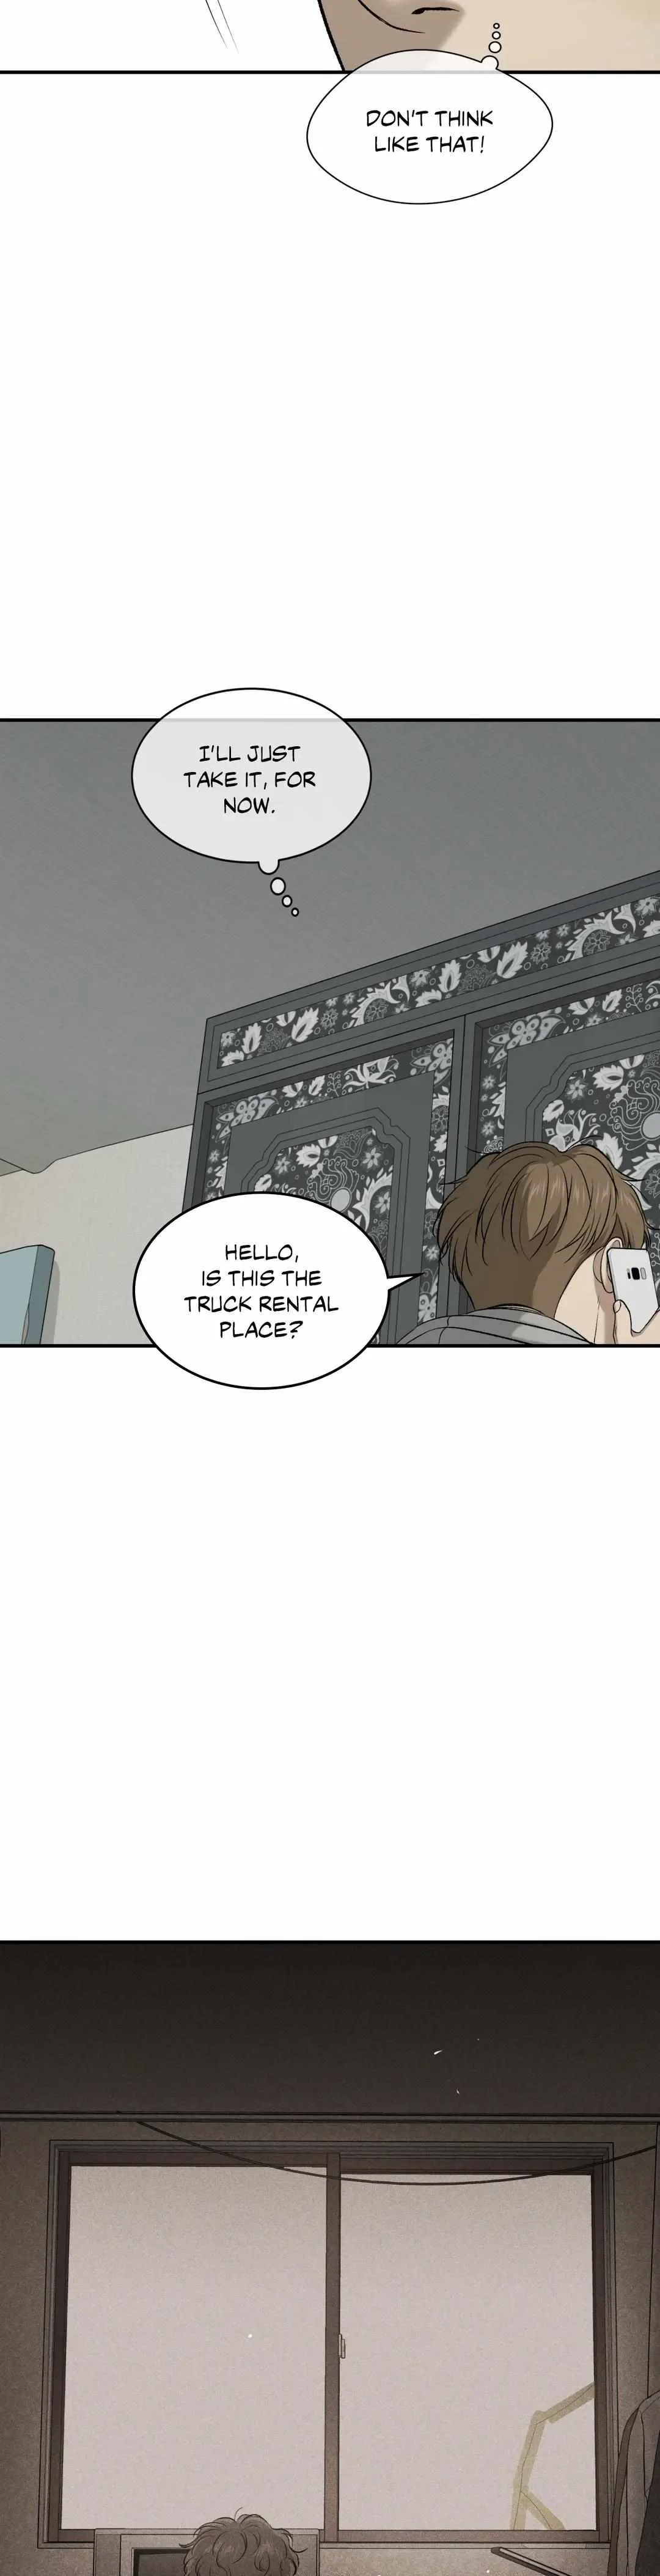 DON'T THINK
LIKE THAT!
I'LL JUST
TAKE IT, FOR
NOW.
HELLO,
IS THIS THE
TRUCK RENTAL
PLACE?